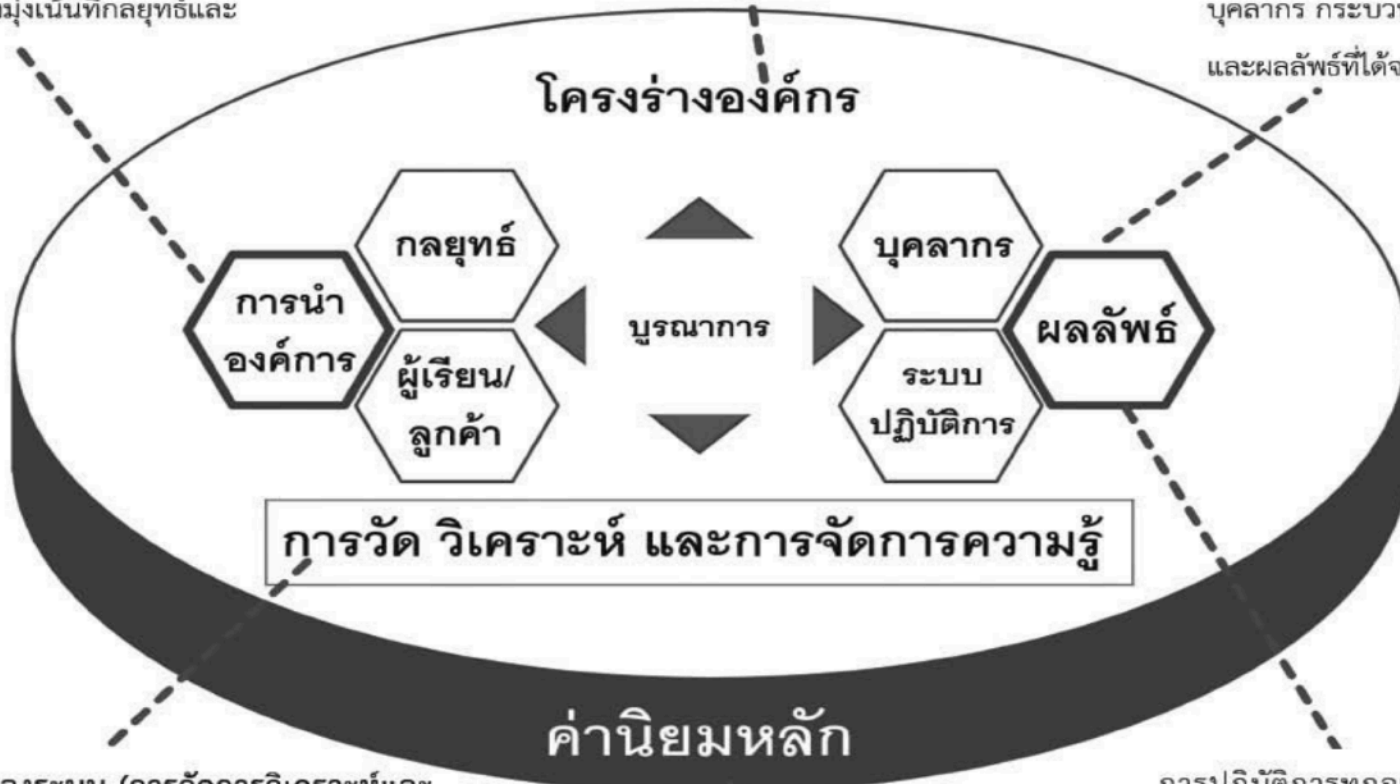 มุ่งเน้นที่กลยุทธ์และ
บุคลากร
และผลลัพธ์ที่ได้
โครงร่างองค์กร
กลยุทธ์
บุคลากร
การนำ
องค์การ
บูรณาการ
ผลลัพธ์
ผู้เรียน/
ลูกค้า
ระบบ
ปฏิบัติการ
การวัด วิเคราะห์ และการจัดการความรู้
ค่านิยมหลัก